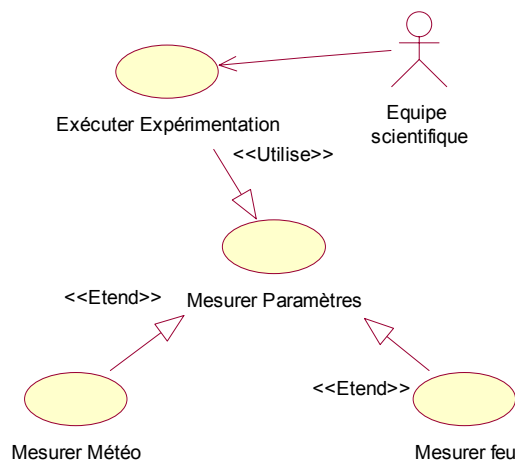 Equipe
scientifique
Exécuter Expérimentation
<<Utilise>>
<<Etend>>
Mesurer Paramètres
<<Etend>>
Mesurer Météo
Mesurer feu